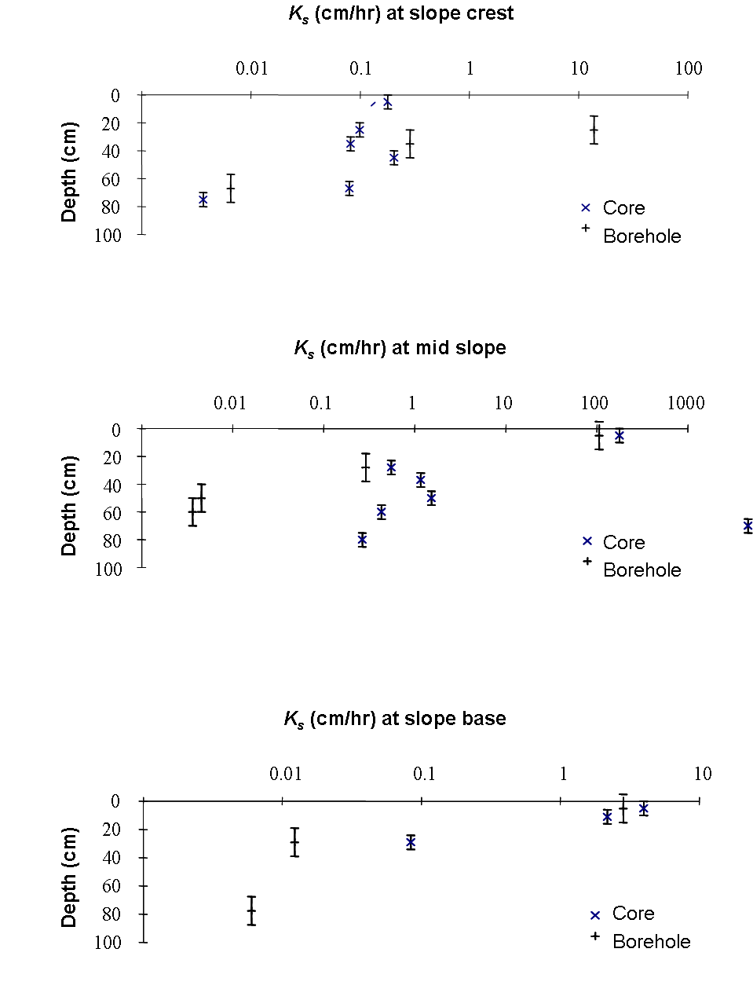 Ks (cm/hr) at slope crest
0.01 0.1 1 10 100
0
20
40
60
80
100
Depth (cm)
Core
Borehole
Ks (cm/hr) at mid slope
0.01 0.1 1 10 100 1000
0
20
40
60
80
100
Depth (cm)
Core
Borehole
Ks (cm/hr) at slope base
0.01 0.1 1 10
0
20
40
60
80
100
Depth (cm)
Core
Borehole